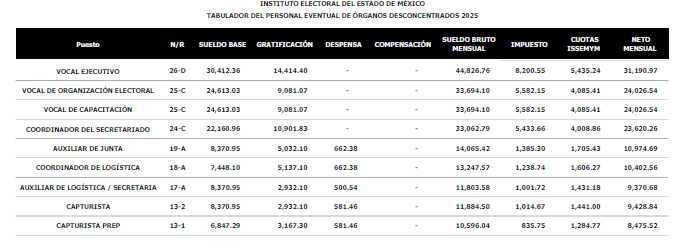 INSTITUTO ELECTORAL DEL ESTADO DE MÉXICO
TABULADOR DEL PERSONAL EVENTUAL DE ÓRGANOS DESCONCENTRADOS 2025
Puesto N/R SUELDO BASE GRATIFICACIÓN DESPENSA COMPENSACIÓN SUELDO BRUTO MENSUAL IMPUESTO CUOTAS ISSEMYM NETO MENSUAL
VOCAL EJECUTIVO 26-D 30,412.36 14,414.40 - - 44,826.76 8,200.55 5,435.24 31,190.97
VOCAL DE ORGANIZACIÓN ELECTORAL 25-C 24,613.03 9,081.07 - - 33,694.10 5,582.15 4,085.41 24,026.54
VOCAL DE CAPACITACIÓN 25-C 24,613.03 9,081.07 - - 33,694.10 5,582.15 4,085.41 24,026.54
COORDINADOR DEL SECRETARIADO 24-C 22,160.96 10,901.83 - - 33,062.79 5,433.66 4,008.86 23,620.26
AUXILIAR DE JUNTA 19-A 8,370.95 5,032.10 662.38 - 14,065.42 1,385.30 1,705.43 10,974.69
COORDINADOR DE LOGÍSTICA 18-A 7,448.10 5,137.10 662.38 - 13,247.57 1,238.74 1,606.27 10,402.56
AUXILIAR DE LOGÍSTICA / SECRETARIA 17-A 8,370.95 2,932.10 500.54 - 11,803.58 1,001.72 1,431.18 9,370.68
CAPTURISTA 13-2 8,370.95 2,932.10 581.46 - 11,884.50 1,014.67 1,441.00 9,428.84
CAPTURISTA PREP 13-1 6,847.29 3,167.30 581.46 - 10,596.04 835.75 1,284.77 8,475.52